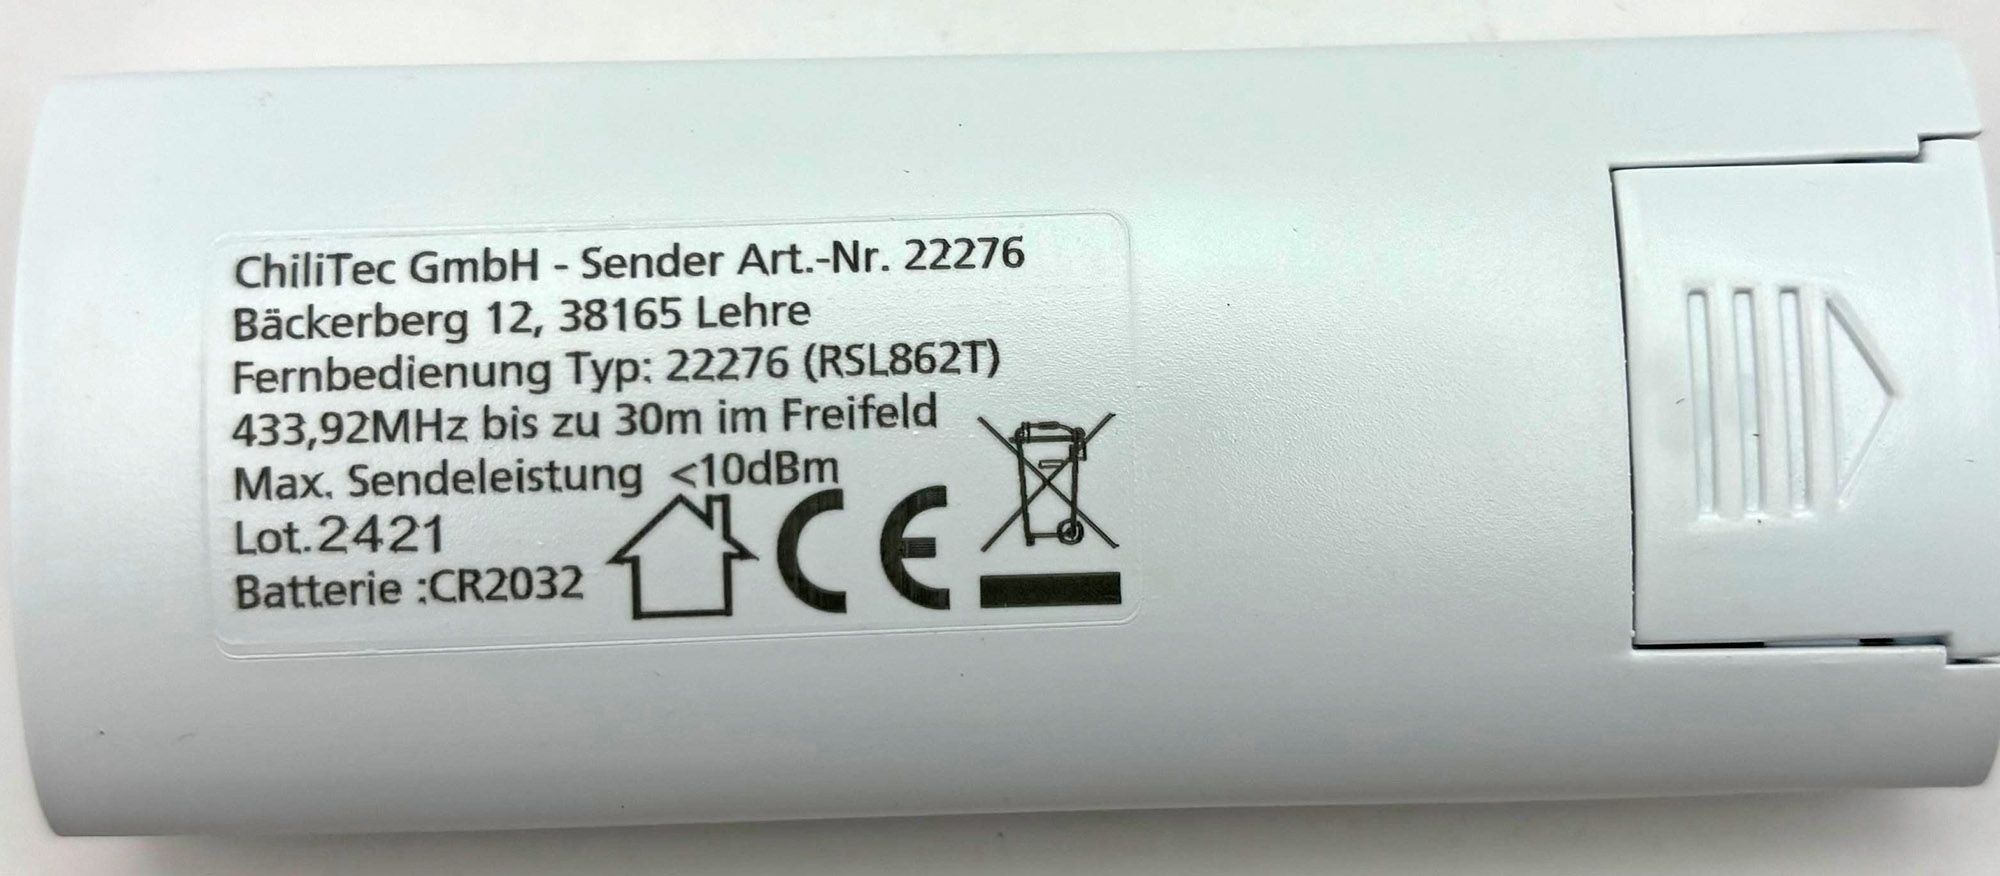 ChiliTec GmbH - Sender Art.-Nr. 22276
Bäckerberg 12, 38165 Lehre
Fernbedienung Typ: 22276 (RSL862T)
433,92MHz bis zu 30m im Freifeld
Max. Sendeleistung <10dBm
Lot.2421
Batterie :CR2032
CE